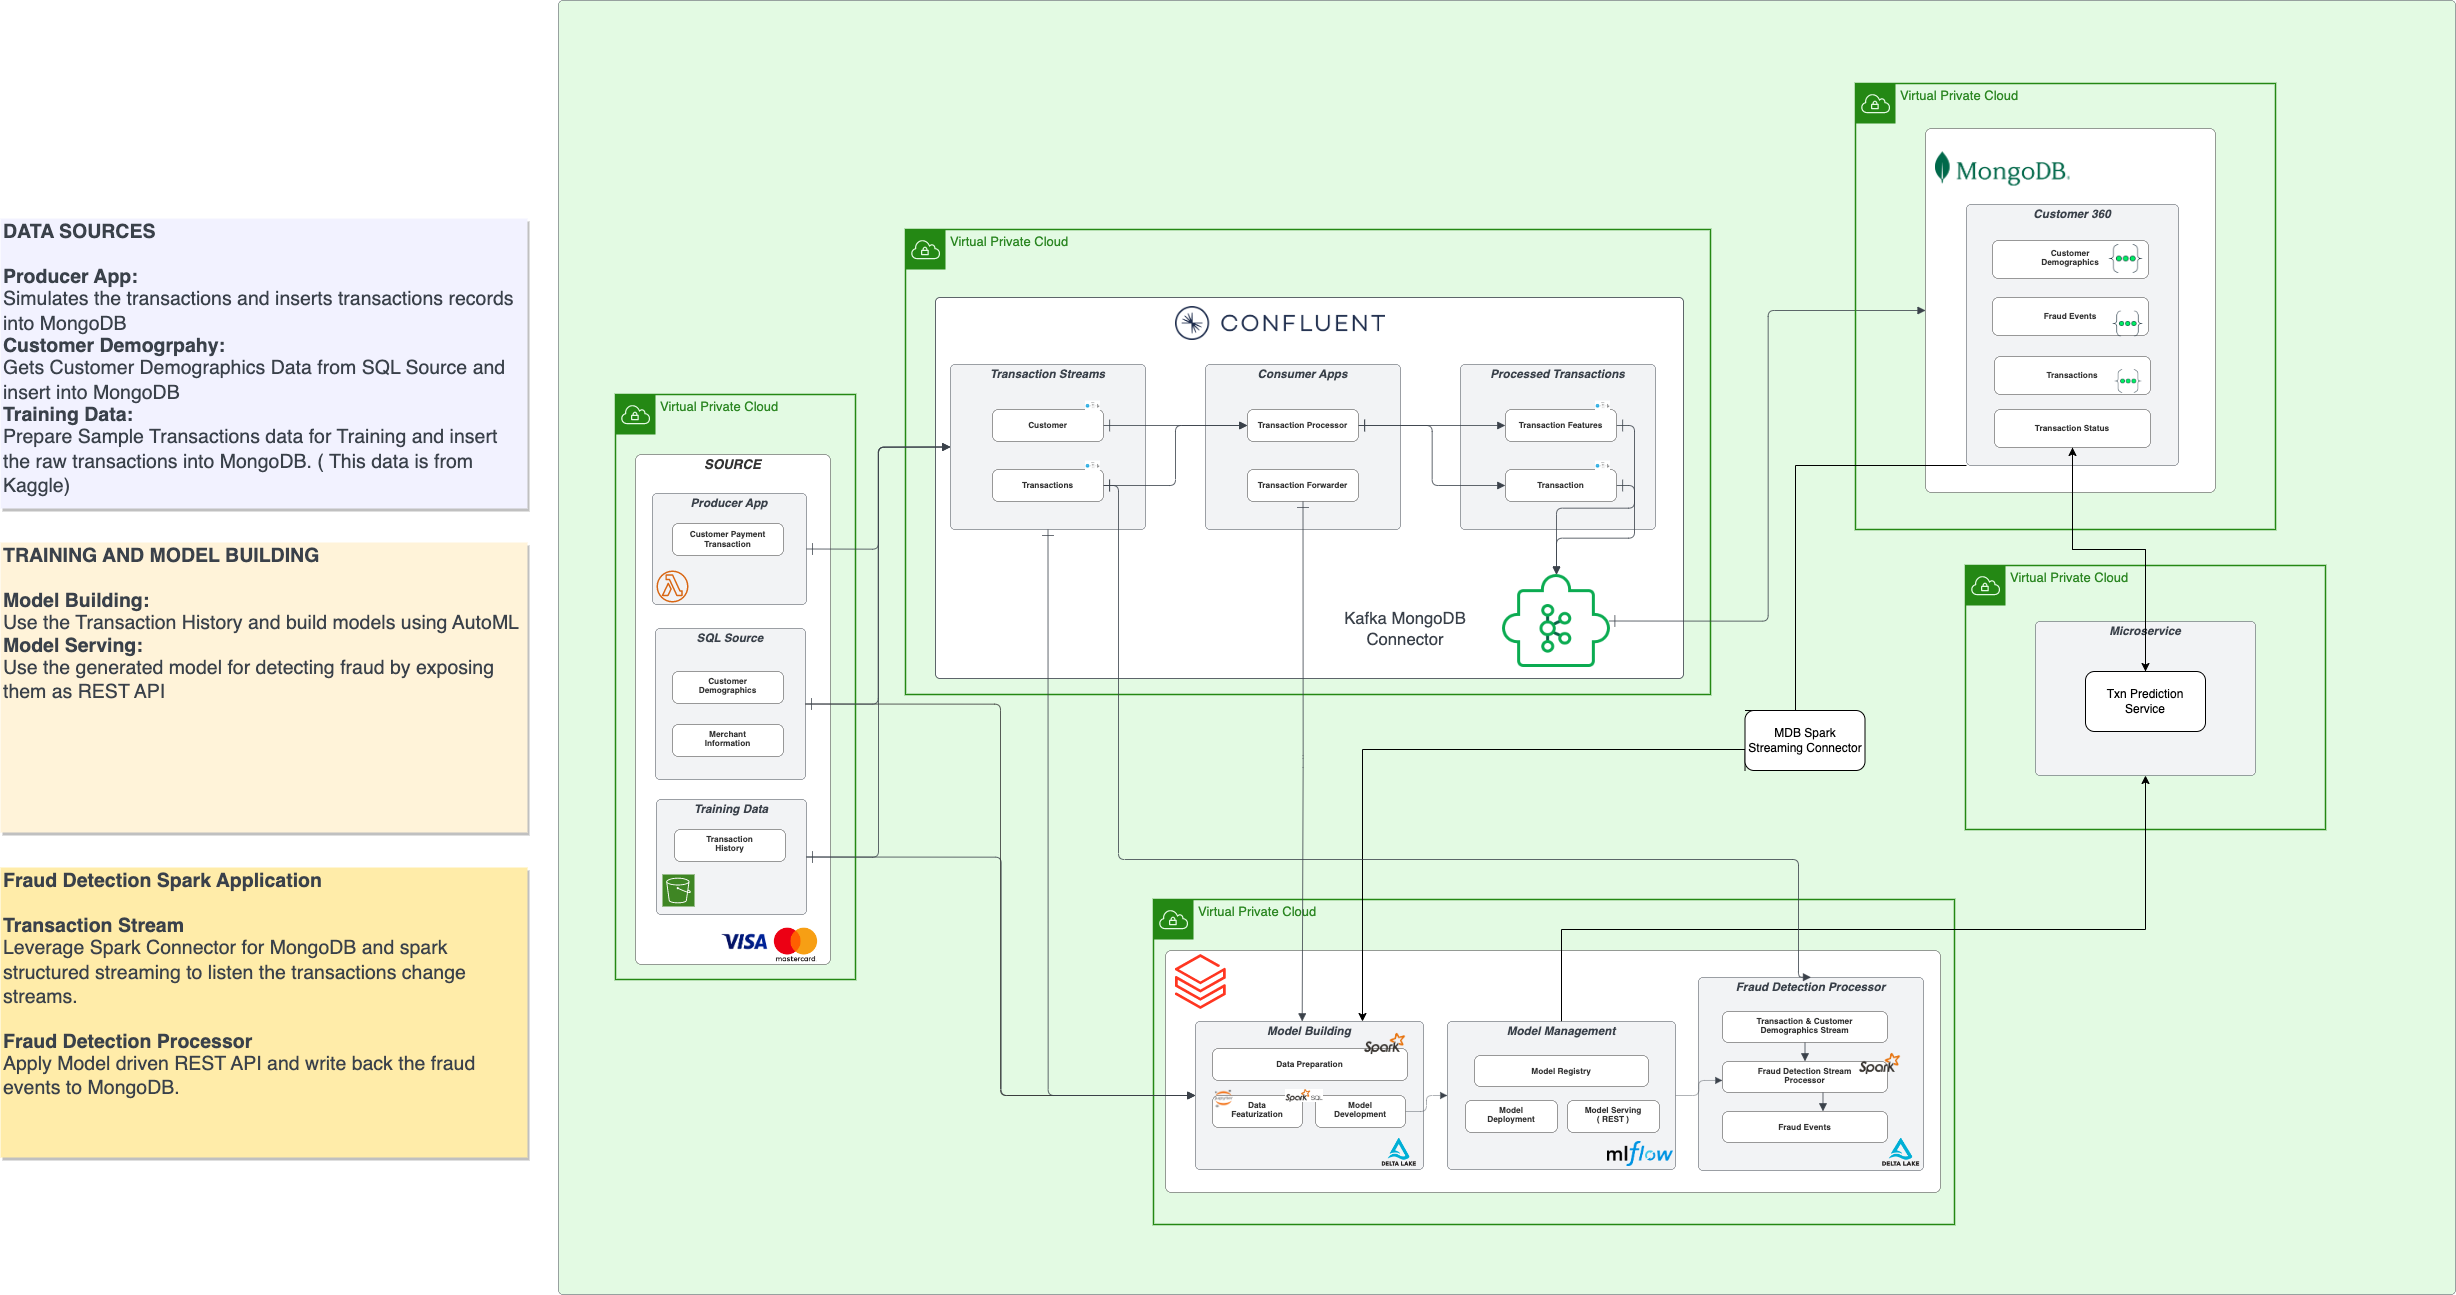 DATA SOURCES
Producer App:
Simulates the transactions and inserts transactions records
into MongoDB
Customer Demogrpahy:
Gets Customer Demographics Data from SQL Source and
insert into MongoDB
Training Data:
Prepare Sample Transactions data for Training and insert
the raw transactions into MongoDB. ( This data is from
Kaggle)
TRAINING AND MODEL BUILDING
Model Building:
Use the Transaction History and build models using AutoML
Model Serving:
Use the generated model for detecting fraud by exposing
them as REST API
Fraud Detection Spark Application
Transaction Stream
Leverage Spark Connector for MongoDB and spark
structured streaming to listen the transactions change
streams.
Fraud Detection Processor
Apply Model driven REST API and write back the fraud
events to MongoDB.
Virtual Private Cloud
SOURCE
Producer App
Customer Payment
Transaction
SQL Source
Customer
Demographics
Merchant
Information
Training Data
Transaction
History
VISA
mastercard
Virtual Private Cloud
CONFLUENT
Transaction Streams
Customer
Transactions
Consumer Apps
Transaction Processor
Transaction Forwarder
Processed Transactions
Transaction Features
Transaction
Kafka MongoDB
Connector
Virtual Private Cloud
MongoDB.
Customer 360
Customer
Demographics
Fraud Events
Transactions
Transaction Status
Virtual Private Cloud
Microservice
Txn Prediction
Service
MDB Spark
Streaming Connector
Virtual Private Cloud
Model Building
Spark
Data Preparation
Data
Featurization
Spark SQL
Model
Development
DELTA LAKE
Model Management
Model Registry
Model
Deployment
Model Serving
( REST )
mlflow
Fraud Detection Processor
Transaction & Customer
Demographics Stream
Fraud Detection Stream
Processor
Spark
Fraud Events
DELTA LAKE